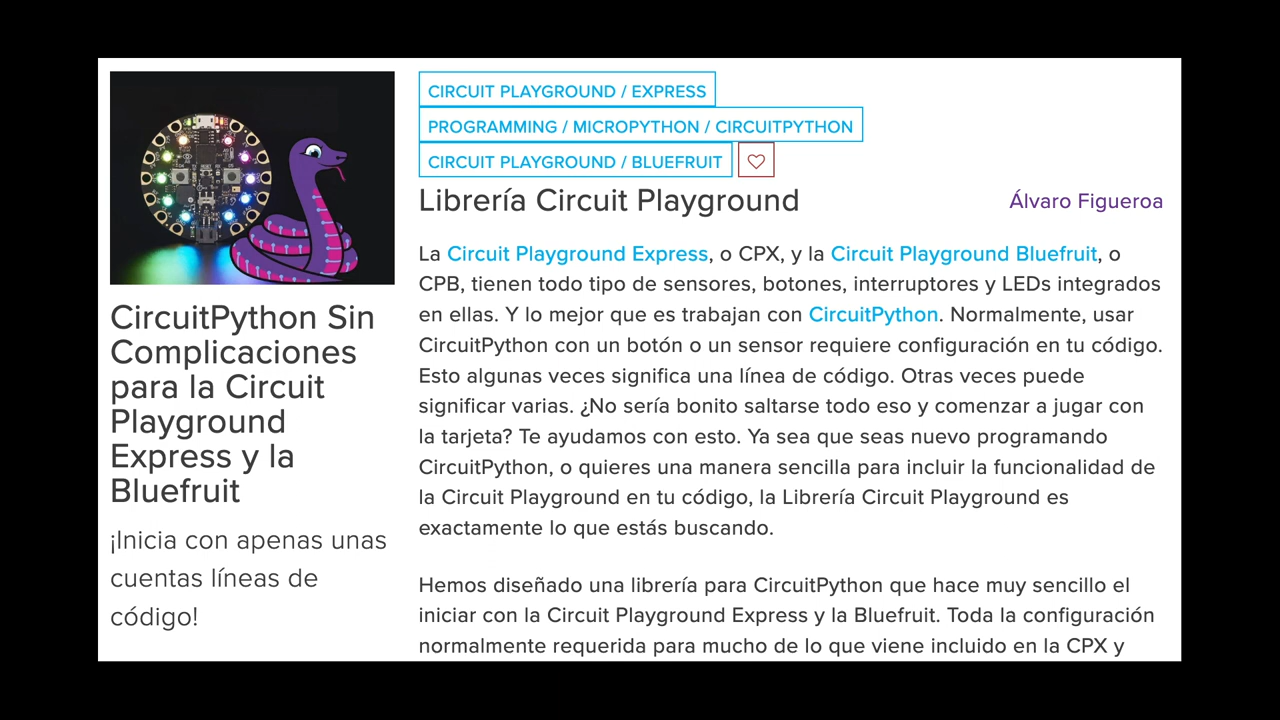 CircuitPython Sin
Complicaciones
para la Circuit
Playground
Express y la
Bluefruit
¡Inicia con apenas unas
cuentas líneas de
código!
CIRCUIT PLAYGROUND / EXPRESS
PROGRAMMING / MICROPYTHON / CIRCUITPYTHON
CIRCUIT PLAYGROUND / BLUEFRUIT
Librería Circuit Playground
Álvaro Figueroa
La Circuit Playground Express, o CPX, y la Circuit Playground Bluefruit, o
CPB, tienen todo tipo de sensores, botones, interruptores y LEDs integrados
en ellas. Y lo mejor que es trabajan con CircuitPython. Normalmente, usar
CircuitPython con un botón o un sensor requiere configuración en tu código.
Esto algunas veces significa una línea de código. Otras veces puede
significar varias. ¿No sería bonito saltarse todo eso y comenzar a jugar con
la tarjeta? Te ayudamos con esto. Ya sea que seas nuevo programando
CircuitPython, o quieres una manera sencilla para incluir la funcionalidad de
la Circuit Playground en tu código, la Librería Circuit Playground es
exactamente lo que estás buscando.
Hemos diseñado una librería para CircuitPython que hace muy sencillo el
iniciar con la Circuit Playground Express y la Bluefruit. Toda la configuración
normalmente requerida para mucho de lo que viene incluido en la CPX y